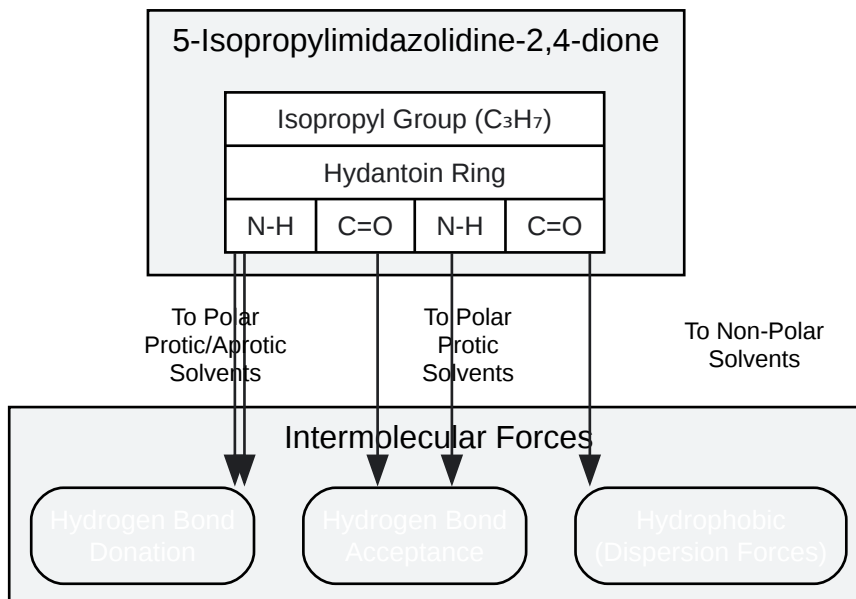 5-Isopropylimidazolidine-2,4-dione
Isopropyl Group (C₃H₇)
Hydantoin Ring
N-H C=O N-H C=O
To Polar
Protic/Aprotic
Solvents
To Polar
Protic
Solvents
To Non-Polar
Solvents
Intermolecular Forces
Hydrogen Bond
Donation
Hydrogen Bond
Acceptance
Hydrophobic
(Dispersion Forces)